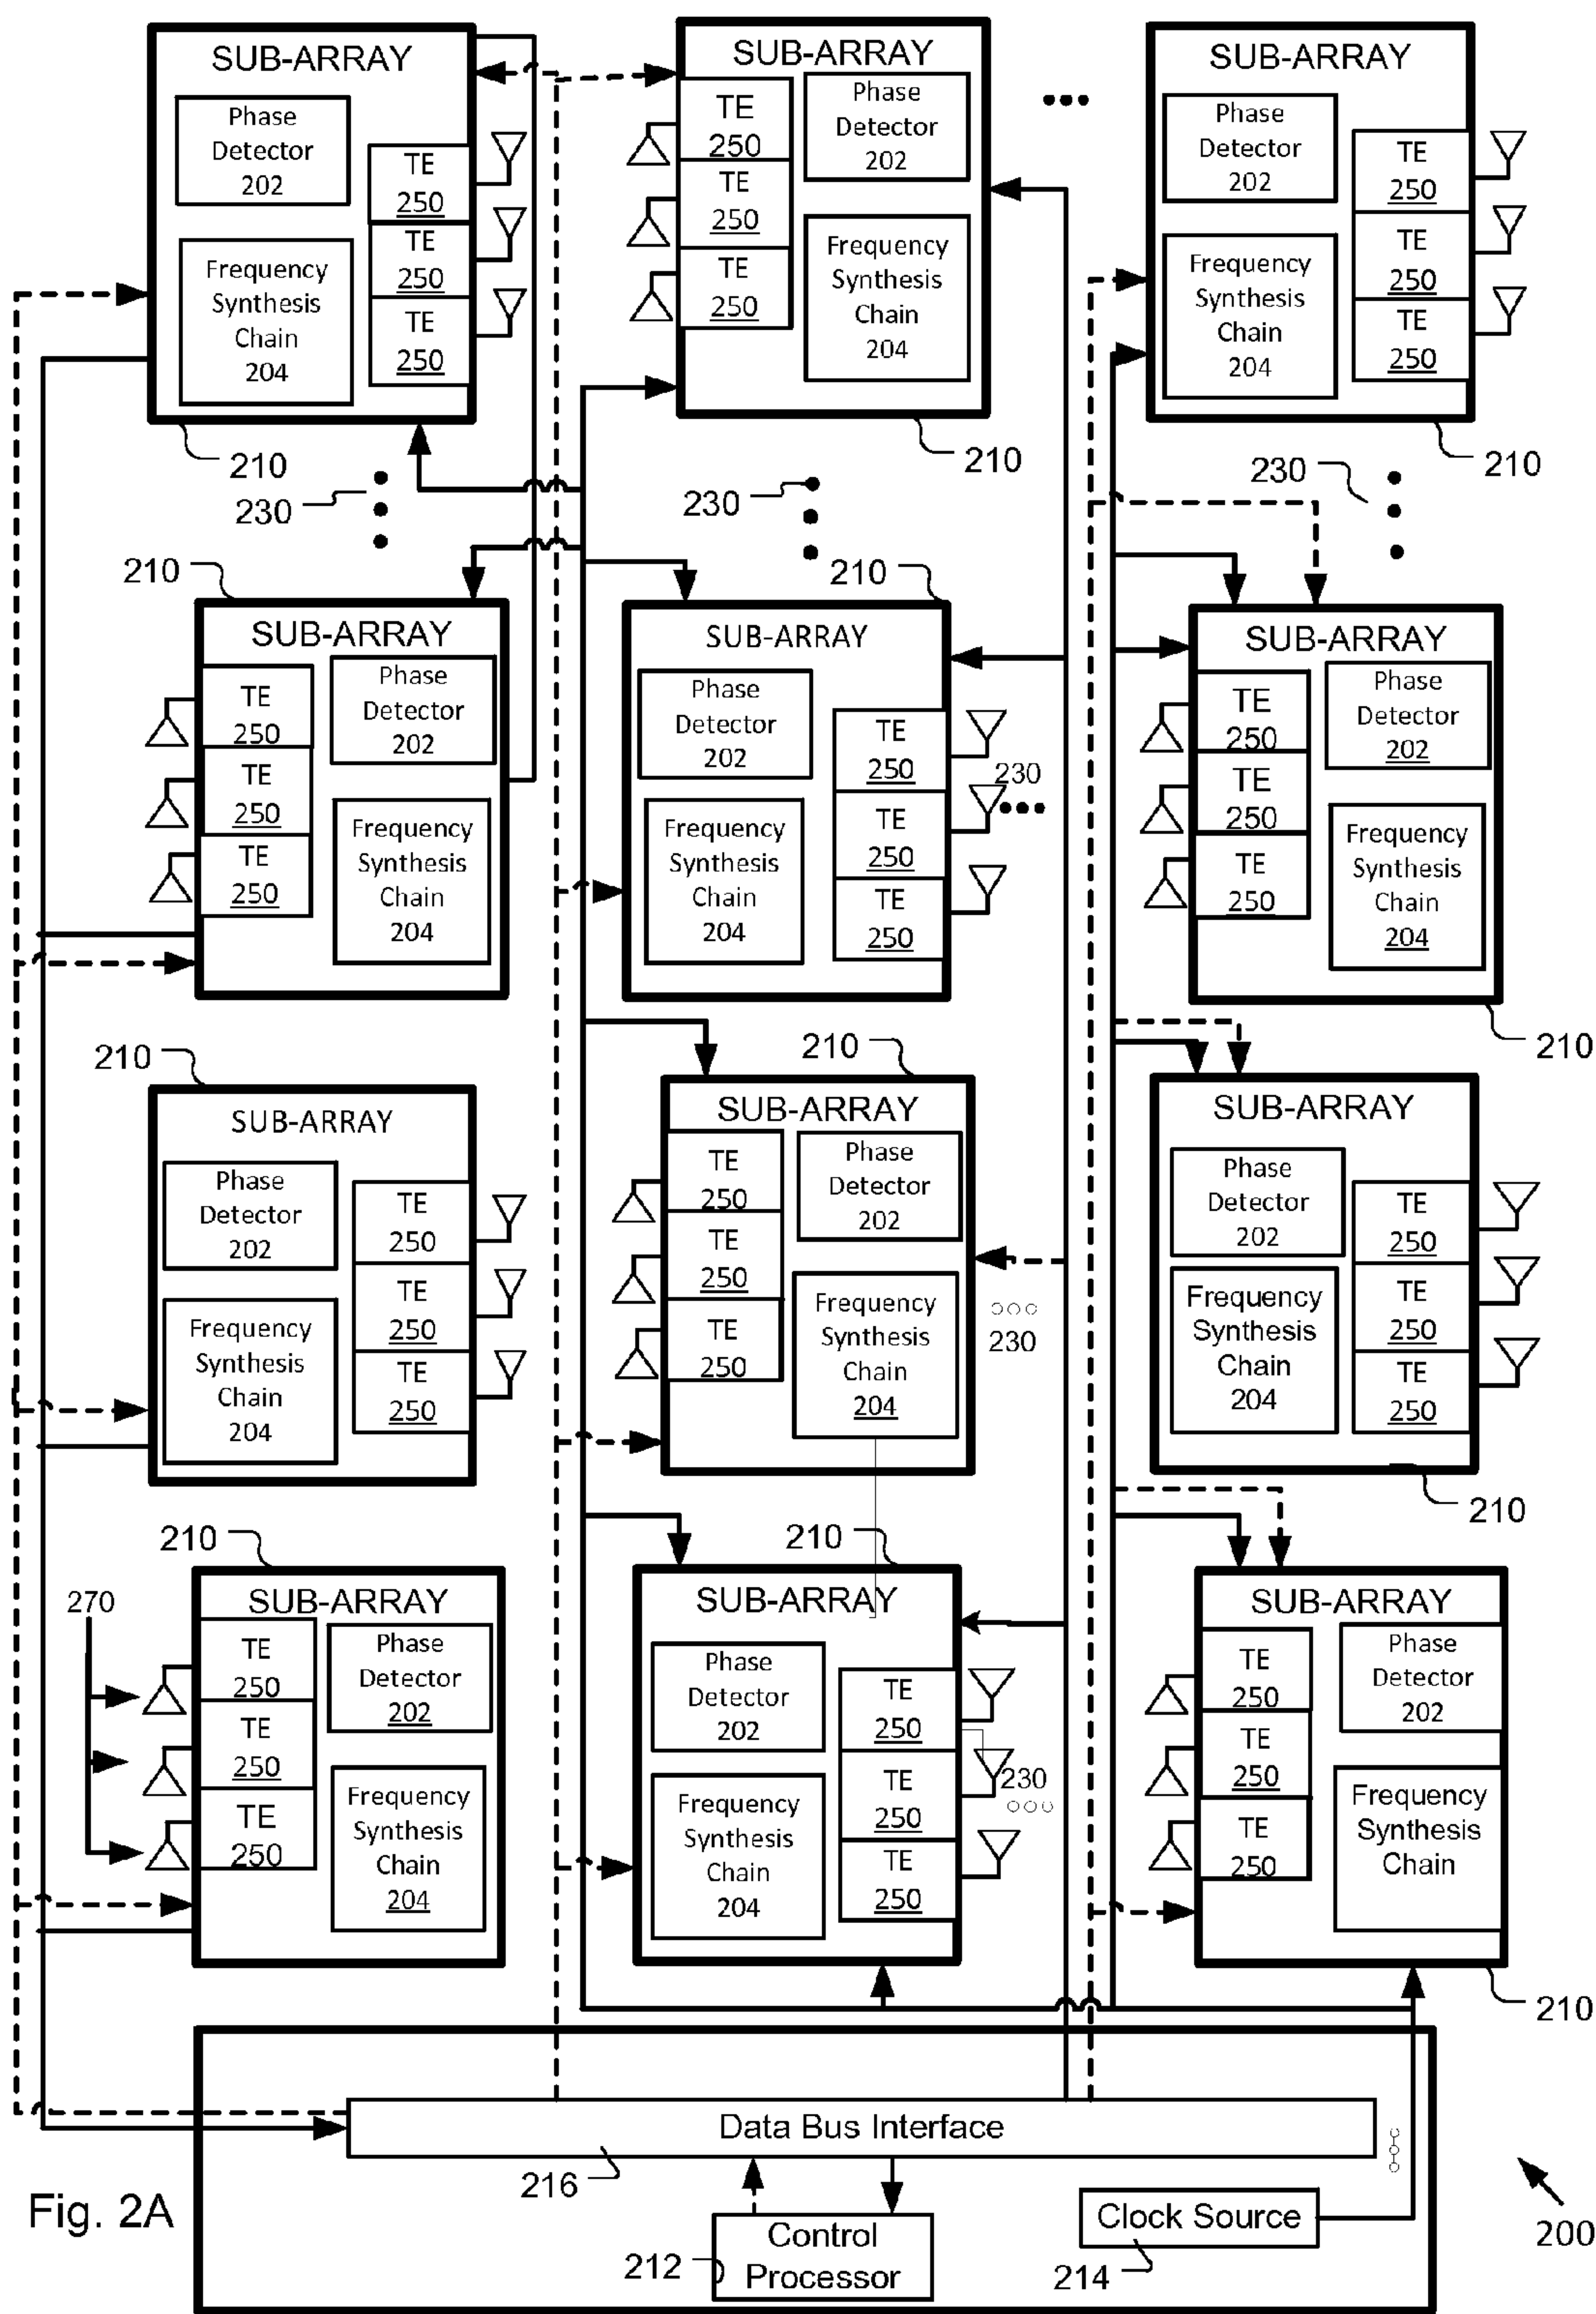 SUB-ARRAY
Phase
Detector
202
TE
250
TE
250
TE
250
Frequency
Synthesis
Chain
204
210
SUB-ARRAY
TE
250
TE
250
TE
250
Phase
Detector
202
Frequency
Synthesis
Chain
204
210
SUB-ARRAY
Phase
Detector
202
TE
250
TE
250
TE
250
Frequency
Synthesis
Chain
204
210
230
230
230
210
SUB-ARRAY
TE
250
TE
250
TE
250
Phase
Detector
202
Frequency
Synthesis
Chain
204
210
SUB-ARRAY
Phase
Detector
202
TE
250
TE
250
TE
250
Frequency
Synthesis
Chain
204
230
SUB-ARRAY
TE
250
TE
250
TE
250
Phase
Detector
202
Frequency
Synthesis
Chain
204
210
210
SUB-ARRAY
Phase
Detector
202
TE
250
TE
250
TE
250
Frequency
Synthesis
Chain
204
210
SUB-ARRAY
TE
250
TE
250
TE
250
Phase
Detector
202
Frequency
Synthesis
Chain
204
230
SUB-ARRAY
Phase
Detector
202
TE
250
TE
250
TE
250
Frequency
Synthesis
Chain
204
210
210
270
SUB-ARRAY
TE
250
TE
250
TE
250
Phase
Detector
202
Frequency
Synthesis
Chain
204
210
SUB-ARRAY
Phase
Detector
202
TE
250
TE
250
TE
250
Frequency
Synthesis
Chain
204
230
SUB-ARRAY
TE
250
TE
250
TE
250
Phase
Detector
202
Frequency
Synthesis
Chain
210
Data Bus Interface
216
Control
Processor
212
Clock Source
214
200
Fig. 2A